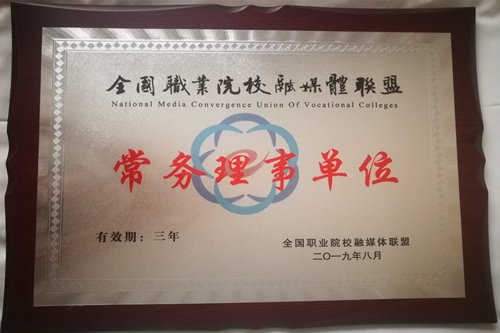 全國職業院校融媒體聯盟
National Media Convergence Union Of Vocational Colleges
常务理事单位
有效期：三年
全国职业院校融媒体联盟
二〇一九年八月